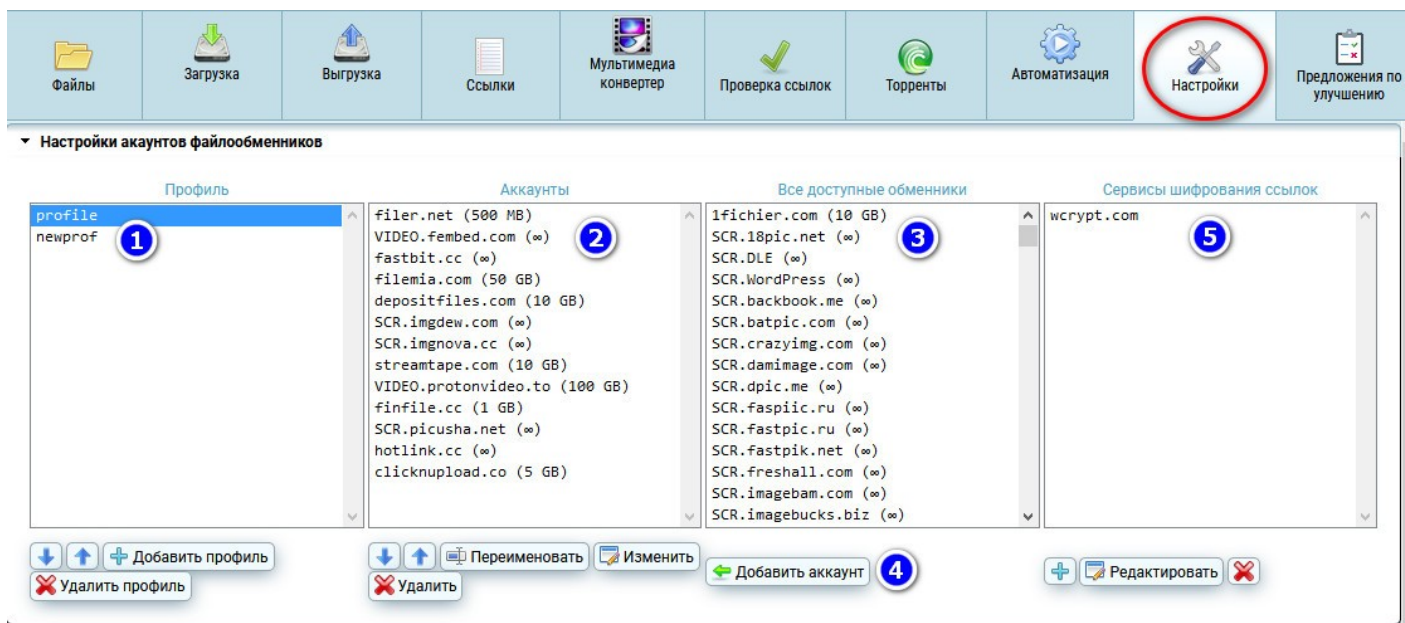 Файлы
Загрузка
Выгрузка
Ссылки
Мультимедиа
конвертер
Проверка ссылок
Торренты
Автоматизация
Настройки
Предложения по
улучшению
Настройки акаунтов файлообменников
Профиль
profile
newprof
1
Добавить профиль
Удалить профиль
Аккаунты
filer.net (500 MB)
VIDEO.fembed.com (∞)
fastbit.cc (∞)
filemia.com (50 GB)
depositfiles.com (10 GB)
SCR.imgdew.com (∞)
SCR.imgnova.cc (∞)
streamtape.com (10 GB)
VIDEO.protonvideo.to (100 GB)
finfile.cc (1 GB)
SCR.picusha.net (∞)
hotlink.cc (∞)
clicknupload.co (5 GB)
2
Переименовать Изменить
Удалить
Все доступные обменники
1fichier.com (10 GB)
SCR.18pic.net (∞)
SCR.DLE (∞)
SCR.WordPress (∞)
SCR.backbook.me (∞)
SCR.batpic.com (∞)
SCR.crazyimg.com (∞)
SCR.damimage.com (∞)
SCR.dpic.me (∞)
SCR.faspiic.ru (∞)
SCR.fastpic.ru (∞)
SCR.fastpik.net (∞)
SCR.freshall.com (∞)
SCR.imagebam.com (∞)
SCR.imagebucks.biz (∞)
3
Добавить аккаунт 4
Сервисы шифрования ссылок
wcrypt.com
5
Редактировать